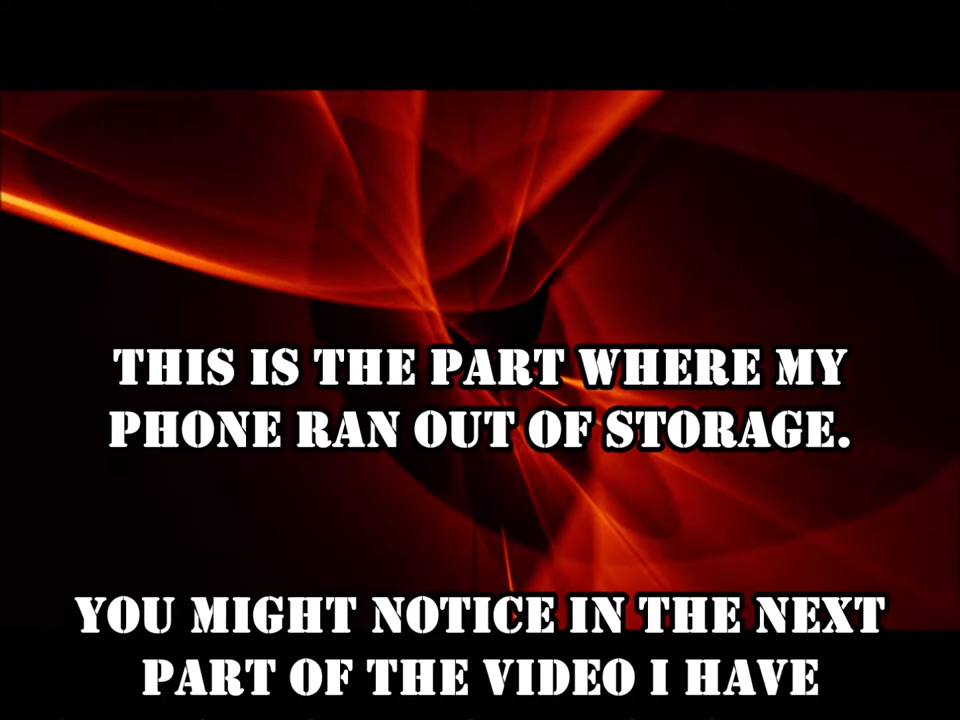 THIS IS THE PART WHERE MY
PHONE RAN OUT OF STORAGE.
YOU MIGHT NOTICE IN THE NEXT
PART OF THE VIDEO I HAVE